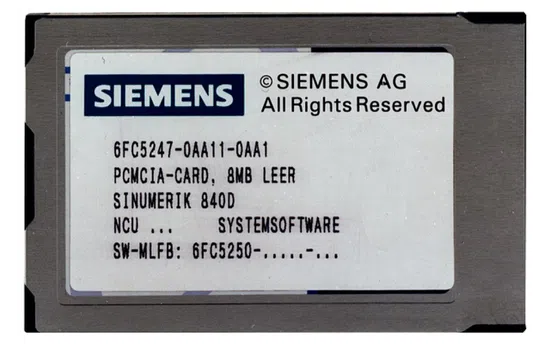 SIEMENS
© SIEMENS AG
All Rights Reserved
6FC5247-0AA11-0AA1
PCMCIA-CARD, 8MB LEER
SINUMERIK 840D
NCU ... SYSTEMSOFTWARE
SW-MLFB: 6FC5250-.....-...